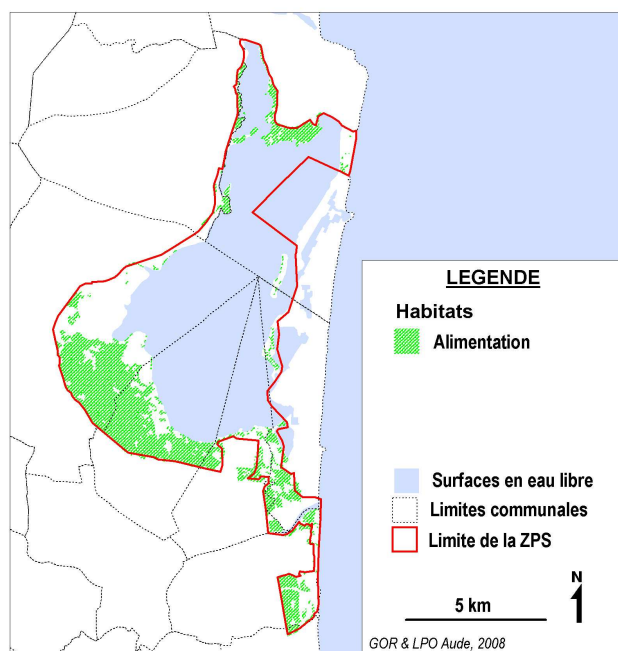 LEGENDE
Habitats
Alimentation
Surfaces en eau libre
Limites communales
Limite de la ZPS
N
5 km
GOR & LPO Aude, 2008